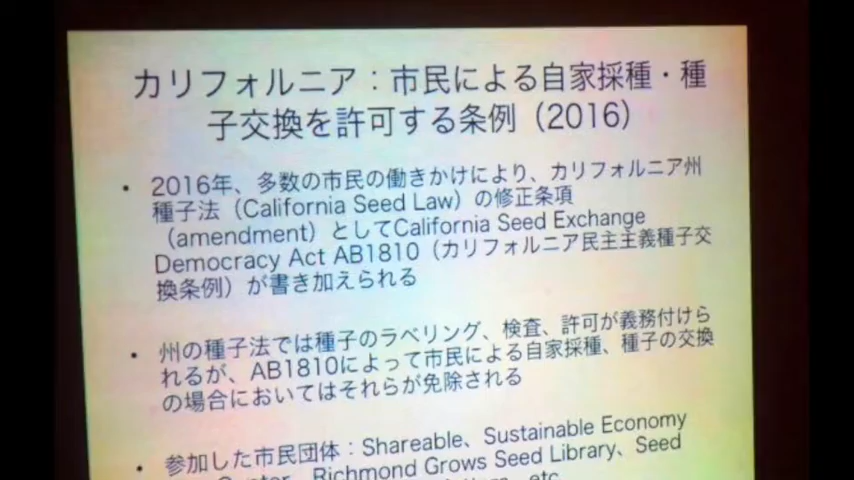 カリフォルニア：市民による自家採種・種
子交換を許可する条例（2016）
• 2016年、多数の市民の働きかけにより、カリフォルニア州
種子法（California Seed Law）の修正条項
（amendment）としてCalifornia Seed Exchange
Democracy Act AB1810（カリフォルニア民主主義種子交
換条例）が書き加えられる
• 州の種子法では種子のラベリング、検査、許可が義務付けら
れるが、AB1810によって市民による自家採種、種子の交換
の場合においてはそれらが免除される
• 参加した市民団体：Shareable、Sustainable Economy
Richmond Grows Seed Library、Seed
etc